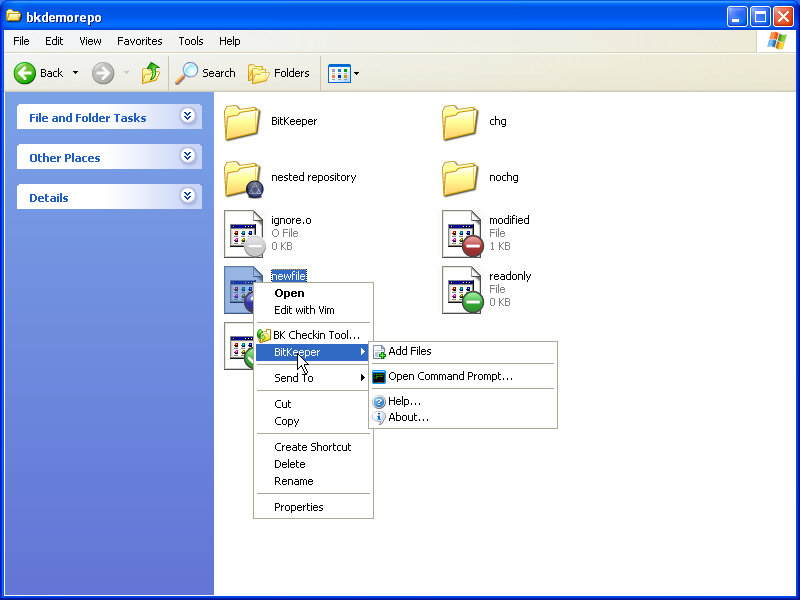 bkdemorepo
File Edit View Favorites Tools Help
Back Search Folders
File and Folder Tasks
Other Places
Details
BitKeeper
chg
nested repository
nochg
ignore.o
O File
0 KB
modified
File
1 KB
newfile
readonly
File
0 KB
Open
Edit with Vim
BK Checkin Tool...
BitKeeper
Send To
Cut
Copy
Create Shortcut
Delete
Rename
Properties
Add Files
Open Command Prompt...
Help...
About...